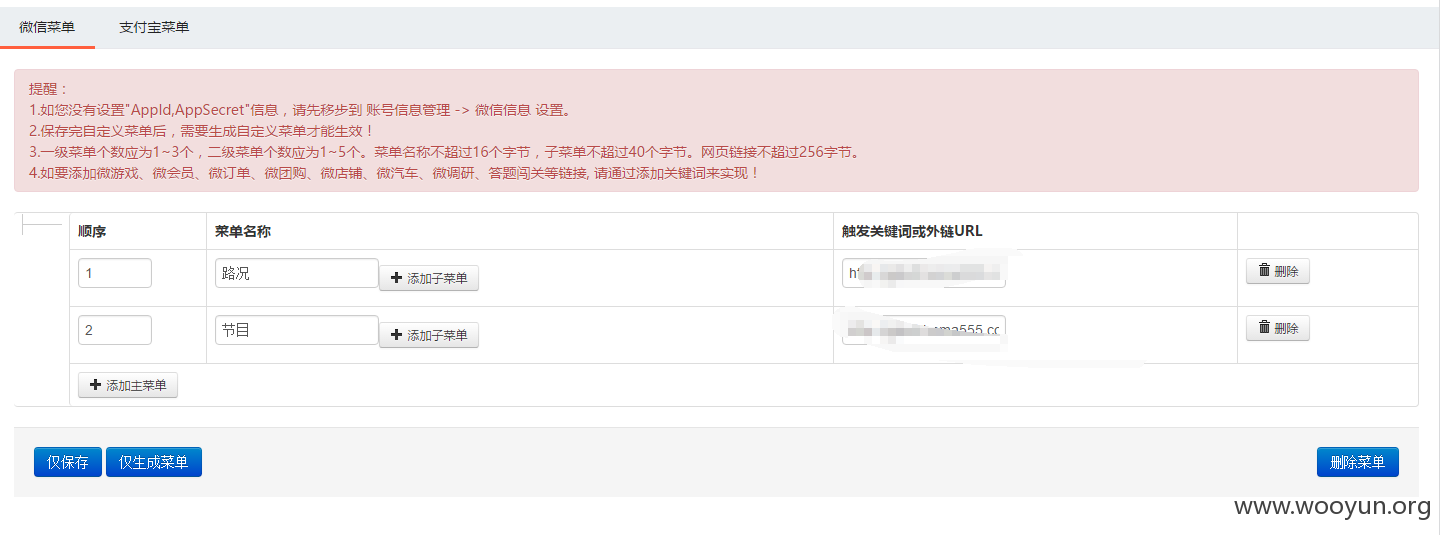 微信菜单 支付宝菜单
提醒：
1.如您没有设置"AppId,AppSecret"信息，请先移步到 账号信息管理 -> 微信信息 设置。
2.保存完自定义菜单后，需要生成自定义菜单才能生效！
3.一级菜单个数应为1~3个，二级菜单个数应为1~5个。菜单名称不超过16个字节，子菜单不超过40个字节。网页链接不超过256字节。
4.如要添加微游戏、微会员、微订单、微团购、微店铺、微汽车、微调研、答题闯关等链接, 请通过添加关键词来实现！
顺序 菜单名称 触发关键词或外链URL
1 路况 添加子菜单 删除
2 节目 添加子菜单 ma555.cc 删除
添加主菜单
仅保存 仅生成菜单 删除菜单
www.wooyun.org